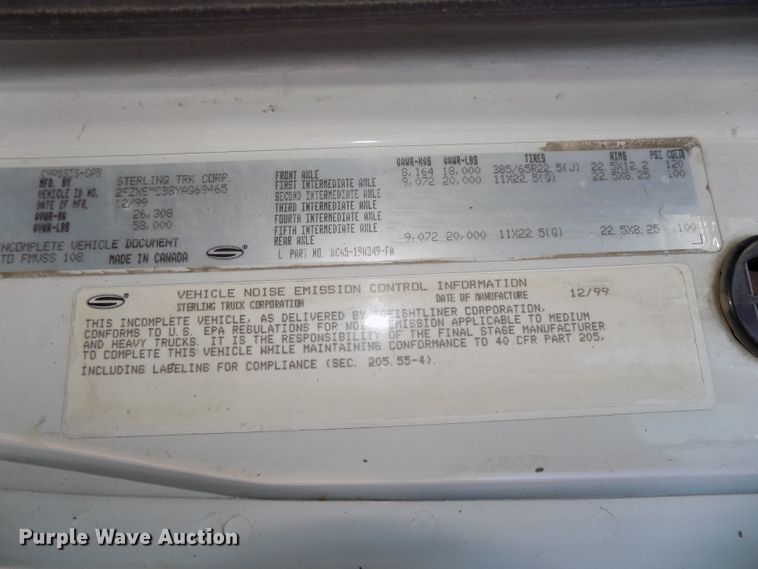 CHASSIS-CAB
MFD. BY STERLING TRK CORP.
VEHICLE ID NO.
DATE OF MFR. 12/99
GVWR-KG 26,308
GVWR-LBS 58,000
INCOMPLETE VEHICLE DOCUMENT
TO FMVSS 108. MADE IN CANADA
GAWR-KGS GAWR-LBS TIRES RIMS PSI COLD
FRONT AXLE 8,164 18,000 385/65R22.5(J) 22.5X12.2 120
FIRST INTERMEDIATE AXLE 9,072 20,000 11X22.5(G) 22.5X8.25 100
SECOND INTERMEDIATE AXLE
THIRD INTERMEDIATE AXLE
FOURTH INTERMEDIATE AXLE
FIFTH INTERMEDIATE AXLE
REAR AXLE 9,072 20,000 11X22.5(G) 22.5X8.25 100
L PART NO. XC45-19A349-FA
VEHICLE NOISE EMISSION CONTROL INFORMATION
STERLING TRUCK CORPORATION DATE OF MANUFACTURE 12/99
THIS INCOMPLETE VEHICLE, AS DELIVERED BY FREIGHTLINER CORPORATION,
CONFORMS TO U.S. EPA REGULATIONS FOR NOISE EMISSION APPLICABLE TO MEDIUM
AND HEAVY TRUCKS. IT IS THE RESPONSIBILITY OF THE FINAL STAGE MANUFACTURER
TO COMPLETE THIS VEHICLE WHILE MAINTAINING CONFORMANCE TO 40 CFR PART 205,
INCLUDING LABELING FOR COMPLIANCE (SEC. 205.55-4).
Purple Wave Auction